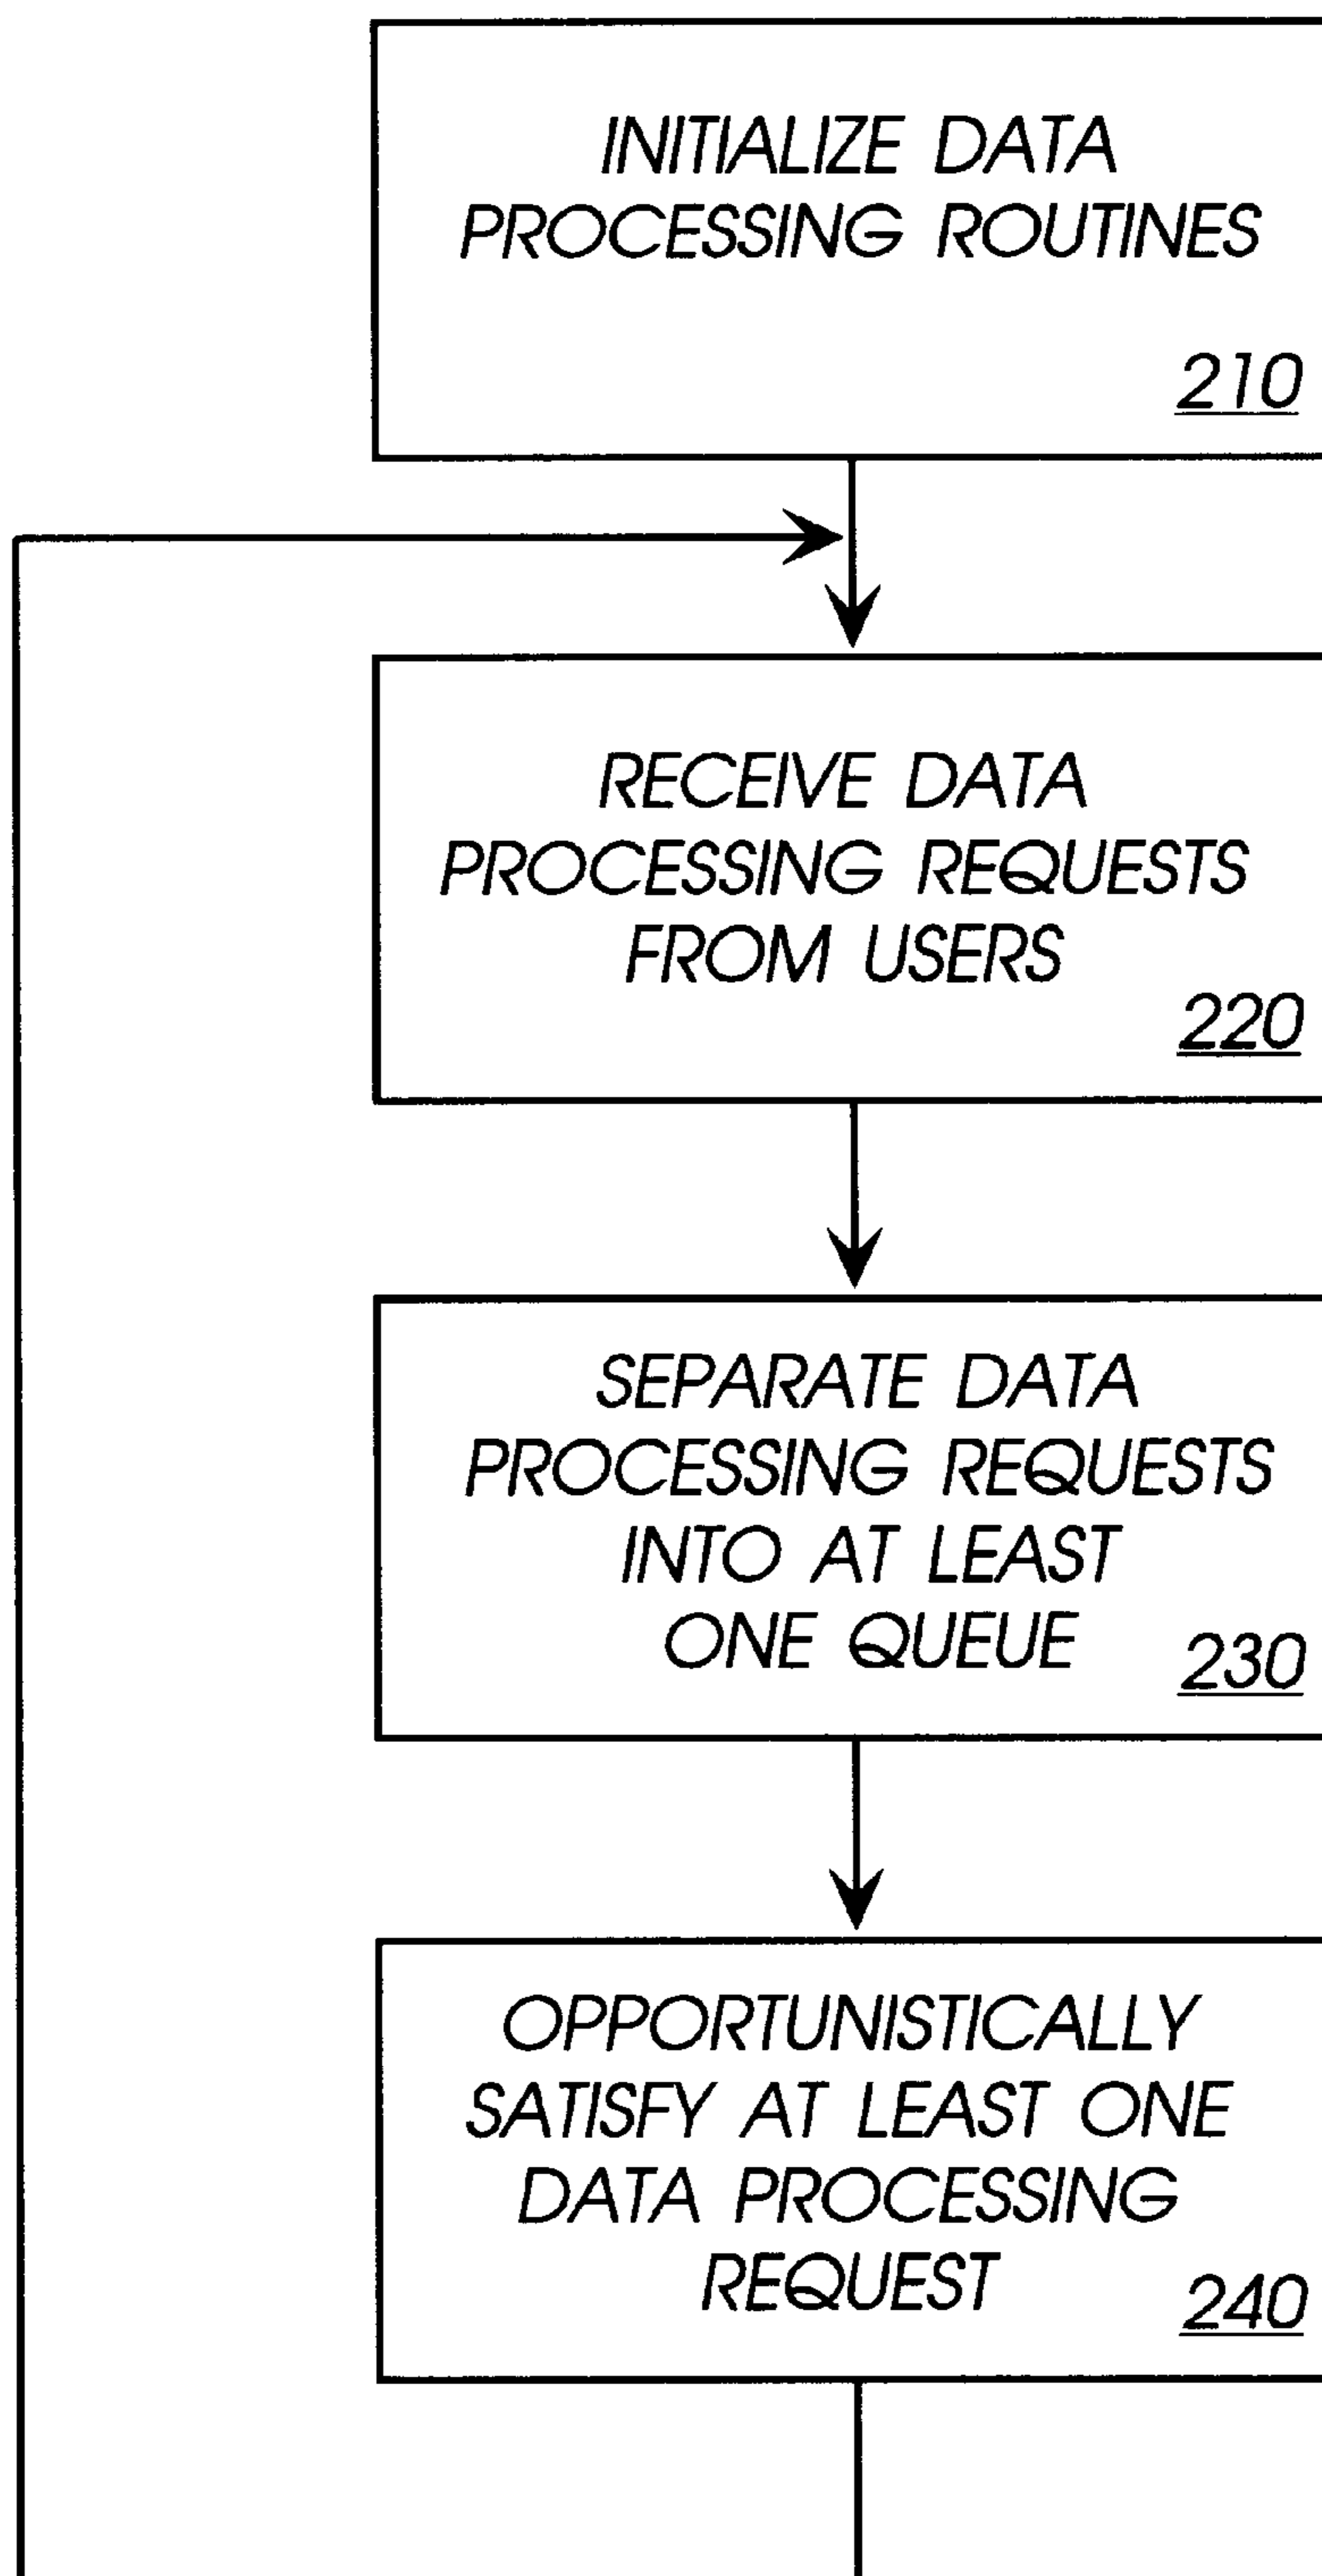 INITIALIZE DATA
PROCESSING ROUTINES
210
RECEIVE DATA
PROCESSING REQUESTS
FROM USERS
220
SEPARATE DATA
PROCESSING REQUESTS
INTO AT LEAST
ONE QUEUE
230
OPPORTUNISTICALLY
SATISFY AT LEAST ONE
DATA PROCESSING
REQUEST
240